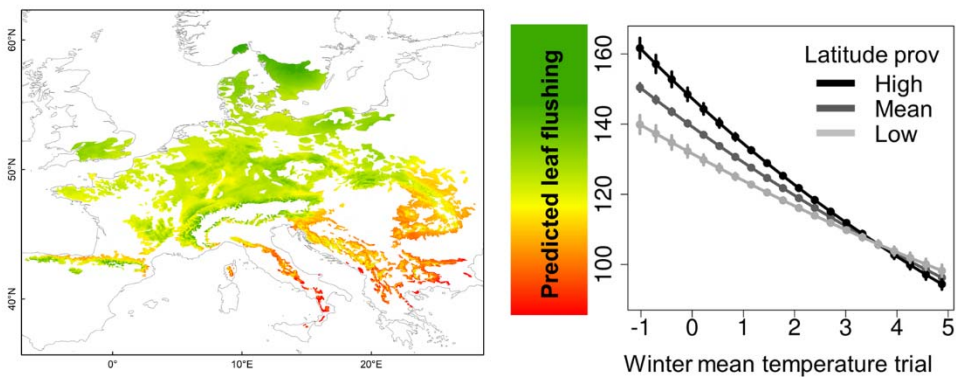 60°N
50°N
40°N
0°
10°E
20°E
Predicted leaf flushing
160
140
120
100
Latitude prov
High
Mean
Low
-1 0 1 2 3 4 5
Winter mean temperature trial